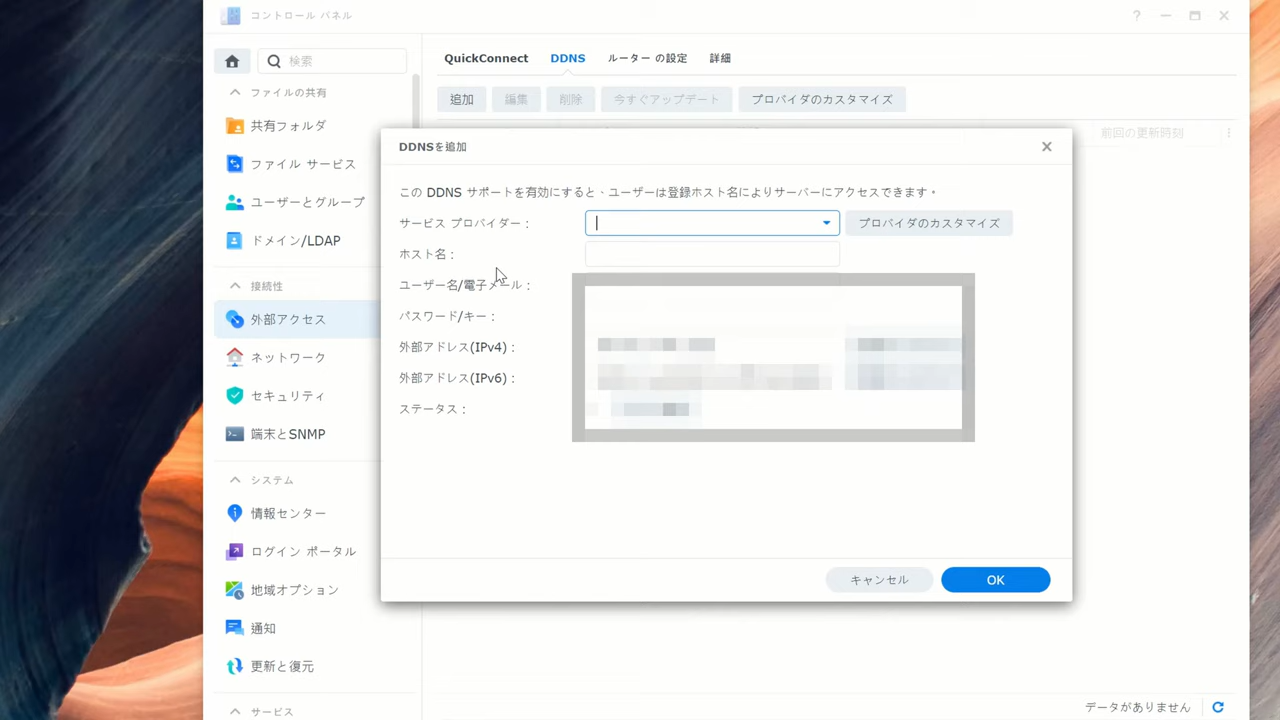 コントロール パネル
検索
ファイルの共有
共有フォルダ
ファイル サービス
ユーザーとグループ
ドメイン/LDAP
接続性
外部アクセス
ネットワーク
セキュリティ
端末とSNMP
システム
情報センター
ログイン ポータル
地域オプション
通知
更新と復元
サービス
QuickConnect DDNS ルーター の設定 詳細
追加 編集 削除 今すぐアップデート プロバイダのカスタマイズ
前回の更新時刻
DDNSを追加
この DDNS サポートを有効にすると、ユーザーは登録ホスト名によりサーバーにアクセスできます。
サービス プロバイダー： プロバイダのカスタマイズ
ホスト名：
ユーザー名/電子メール：
パスワード/キー：
外部アドレス(IPv4)：
外部アドレス(IPv6)：
ステータス：
キャンセル OK
データがありません